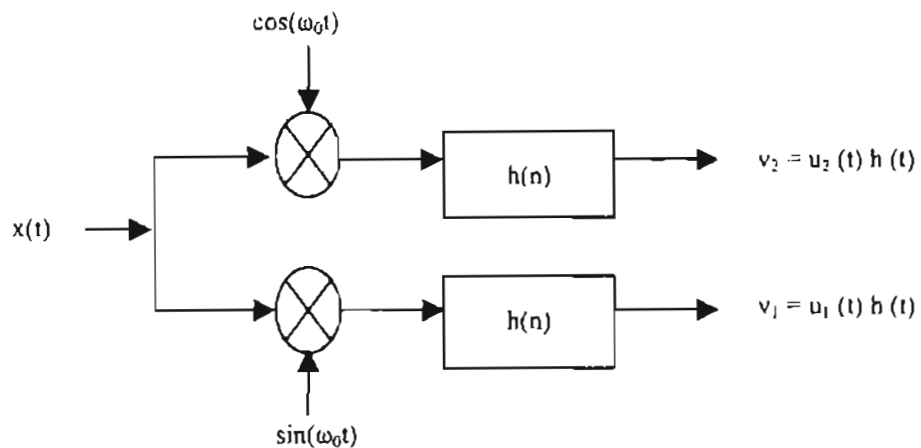 cos(ω₀t)
h(n)
v₂ = u₂ (t) h (t)
x(t)
h(n)
v₁ = u₁ (t) h (t)
sin(ω₀t)